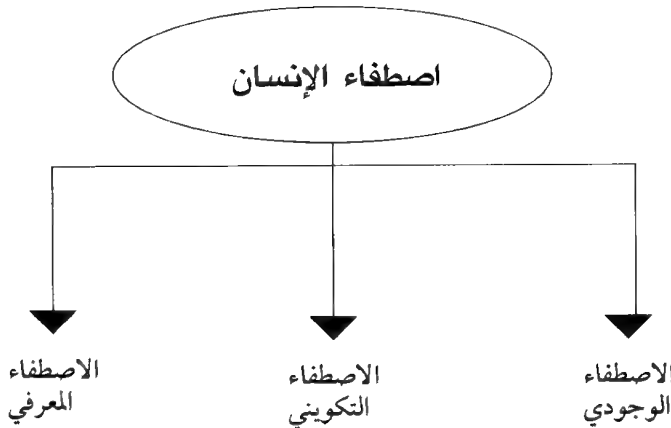 اصطفاء الإنسان
الاصطفاء
الوجودي
الاصطفاء
التكويني
الاصطفاء
المعرفي